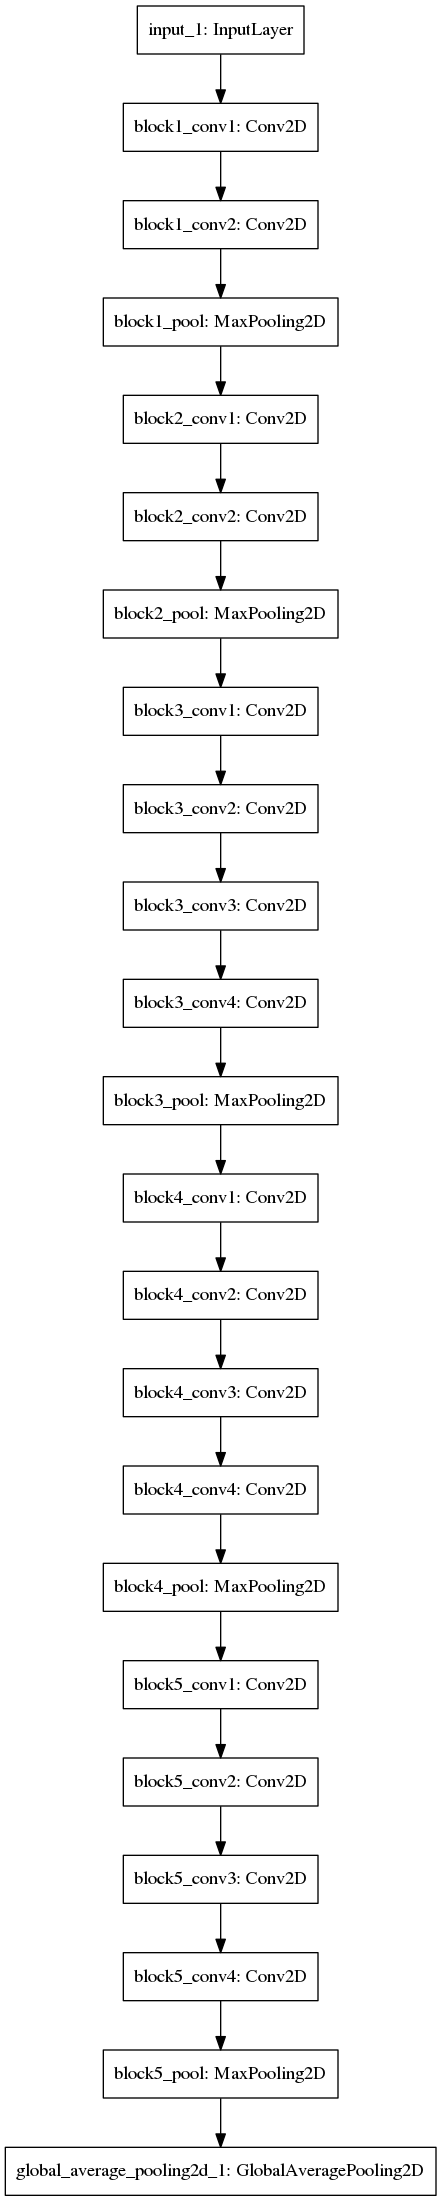 input_1: InputLayer
block1_conv1: Conv2D
block1_conv2: Conv2D
block1_pool: MaxPooling2D
block2_conv1: Conv2D
block2_conv2: Conv2D
block2_pool: MaxPooling2D
block3_conv1: Conv2D
block3_conv2: Conv2D
block3_conv3: Conv2D
block3_conv4: Conv2D
block3_pool: MaxPooling2D
block4_conv1: Conv2D
block4_conv2: Conv2D
block4_conv3: Conv2D
block4_conv4: Conv2D
block4_pool: MaxPooling2D
block5_conv1: Conv2D
block5_conv2: Conv2D
block5_conv3: Conv2D
block5_conv4: Conv2D
block5_pool: MaxPooling2D
global_average_pooling2d_1: GlobalAveragePooling2D